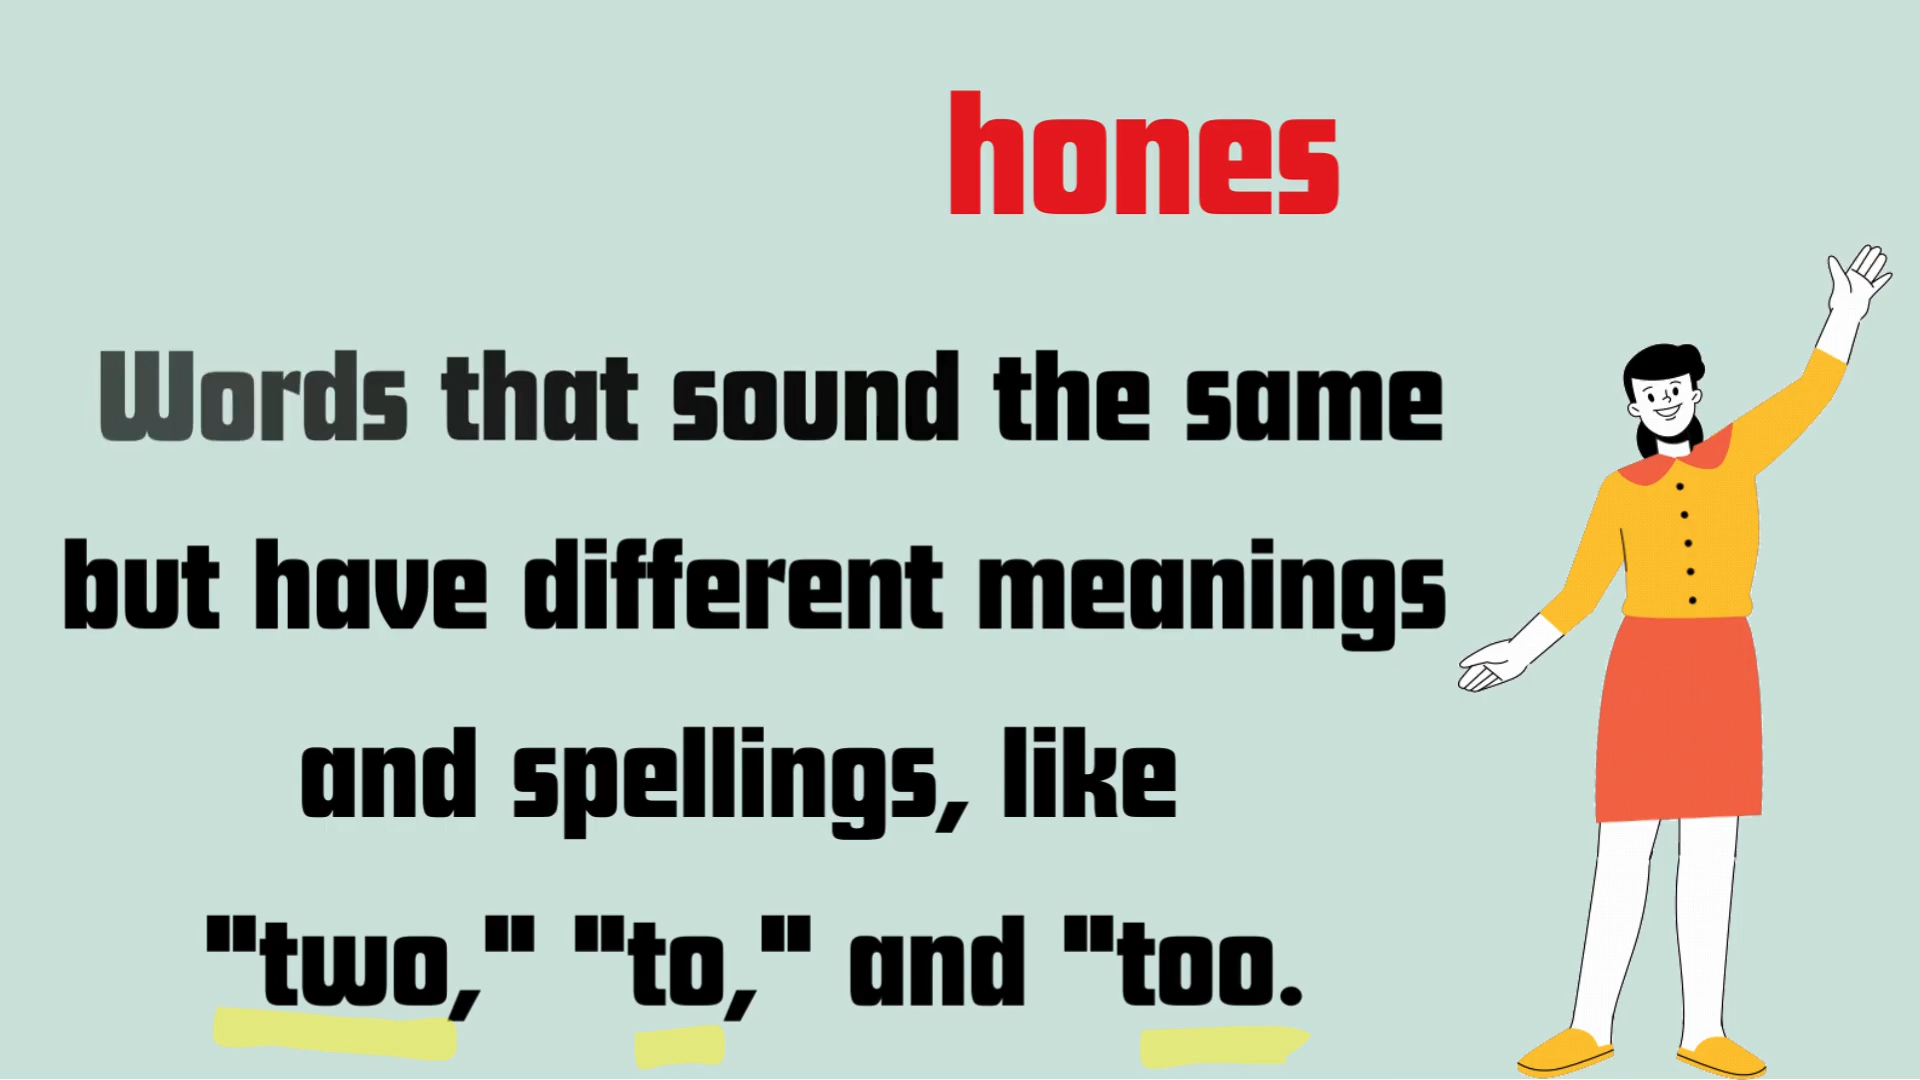 hones
Words that sound the same
but have different meanings
and spellings, like
"two," "to," and "too.